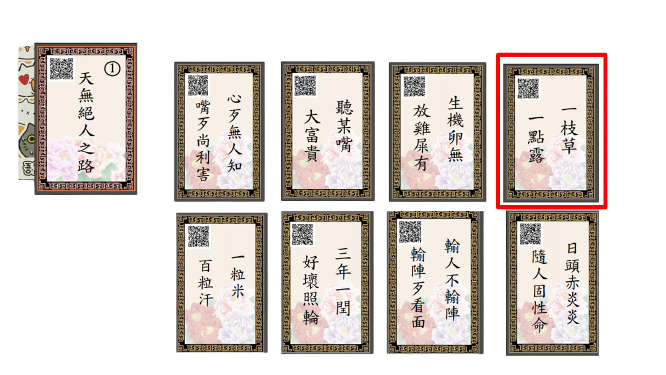 ①
天無絕人之路
心歹無人知
嘴歹尚利害
聽某嘴
大富貴
生機卵無
放雞屎有
一枝草
一點露
一粒米
百粒汗
三年一閏
好壞照輪
輸人不輸陣
輸陣歹看面
日頭赤炎炎
隨人固性命